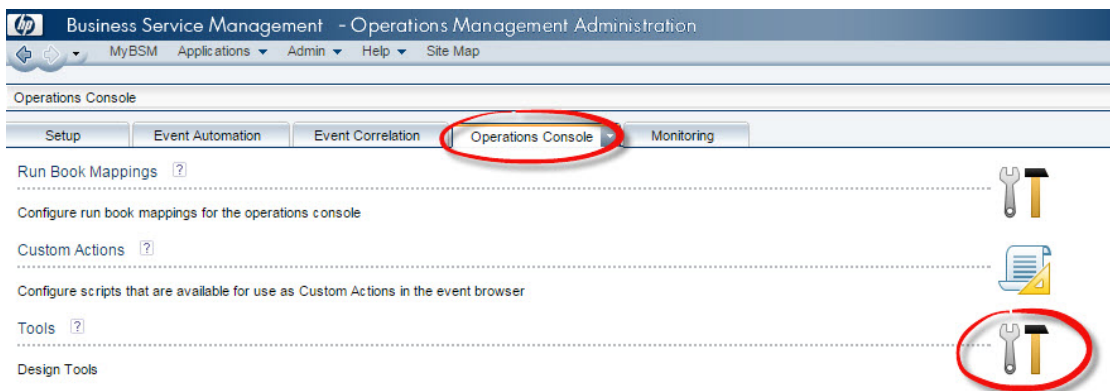 hp Business Service Management - Operations Management Administration
MyBSM Applications Admin Help Site Map
Operations Console
Setup Event Automation Event Correlation Operations Console Monitoring
Run Book Mappings ?
Configure run book mappings for the operations console
Custom Actions ?
Configure scripts that are available for use as Custom Actions in the event browser
Tools ?
Design Tools